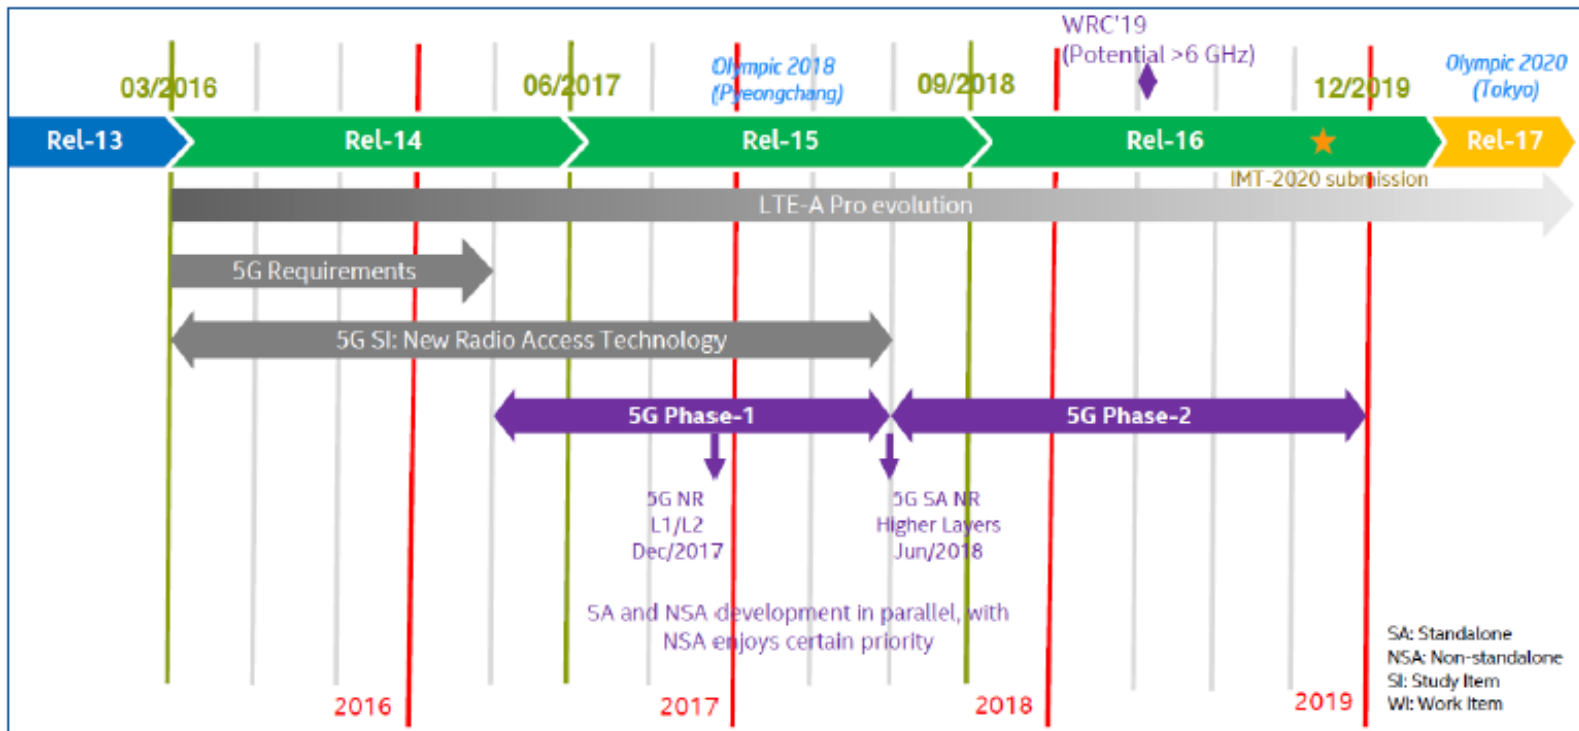 WRC'19
(Potential >6 GHz)
03/2016
06/2017
Olympic 2018
(Pyeongchang)
09/2018
12/2019
Olympic 2020
(Tokyo)
Rel-13
Rel-14
Rel-15
Rel-16
Rel-17
IMT-2020 submission
LTE-A Pro evolution
5G Requirements
5G SI: New Radio Access Technology
5G Phase-1
5G Phase-2
5G NR
L1/L2
Dec/2017
5G SA NR
Higher Layers
Jun/2018
SA and NSA development in parallel, with
NSA enjoys certain priority
SA: Standalone
NSA: Non-standalone
SI: Study Item
WI: Work Item
2016
2017
2018
2019